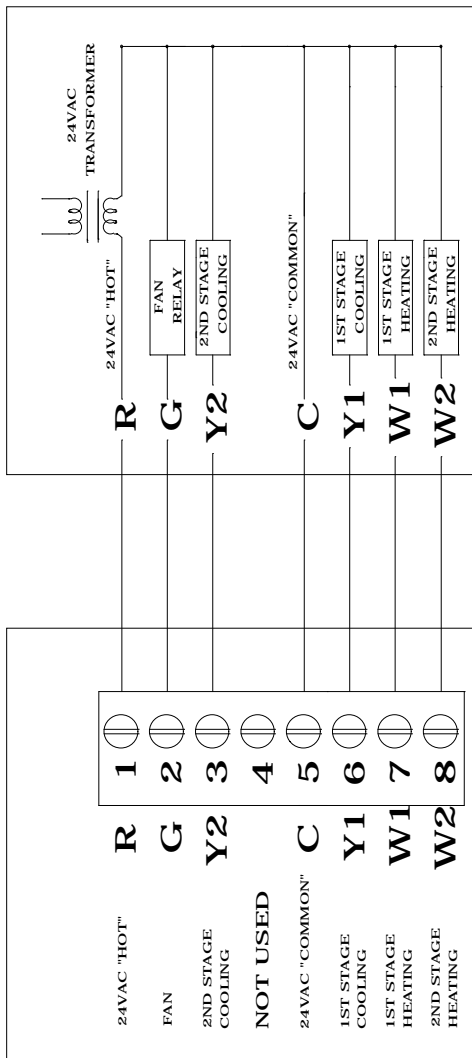 24VAC
TRANSFORMER
24VAC "HOT"
R
FAN
RELAY
G
2ND STAGE
COOLING
Y2
24VAC "COMMON"
C
1ST STAGE
COOLING
Y1
1ST STAGE
HEATING
W1
2ND STAGE
HEATING
W2
24VAC "HOT"
R
1
FAN
G
2
2ND STAGE
COOLING
Y2
3
NOT USED
4
24VAC "COMMON"
C
5
1ST STAGE
COOLING
Y1
6
1ST STAGE
HEATING
W1
7
2ND STAGE
HEATING
W2
8